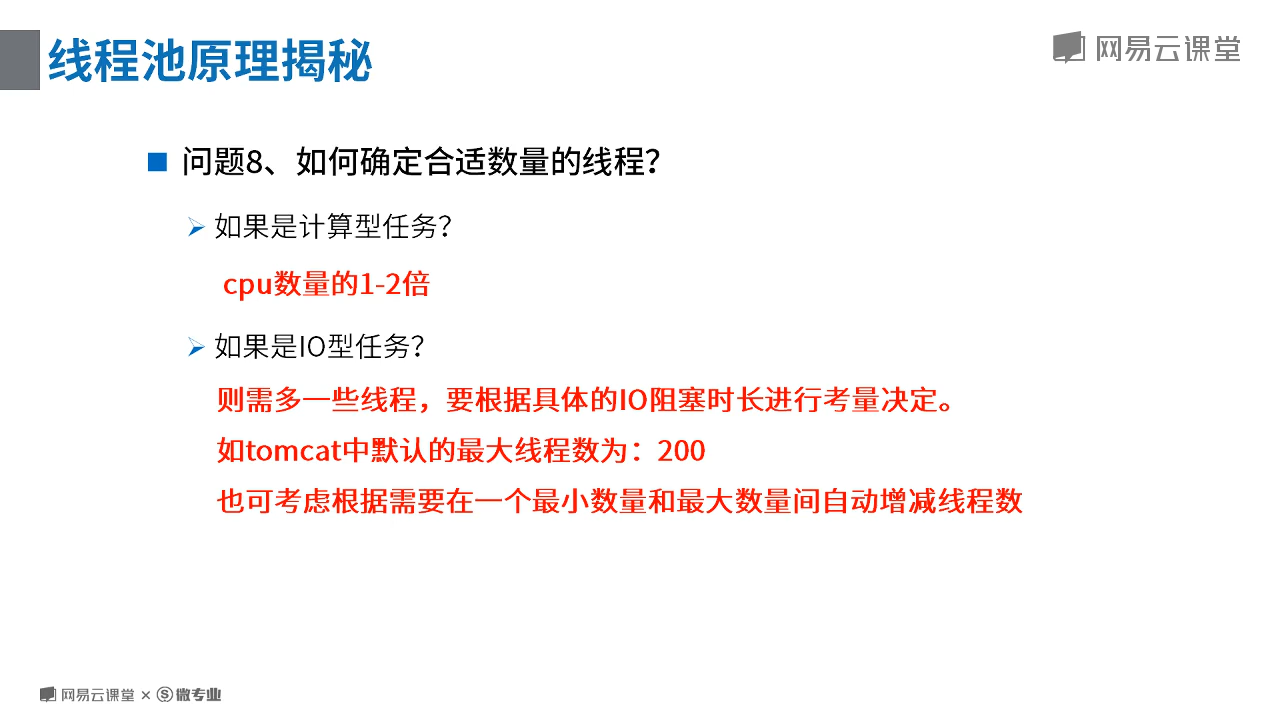 线程池原理揭秘
网易云课堂
问题8、如何确定合适数量的线程？
如果是计算型任务？
cpu数量的1-2倍
如果是IO型任务？
则需多一些线程，要根据具体的IO阻塞时长进行考量决定。
如tomcat中默认的最大线程数为：200
也可考虑根据需要在一个最小数量和最大数量间自动增减线程数
网易云课堂 × Ⓢ微专业